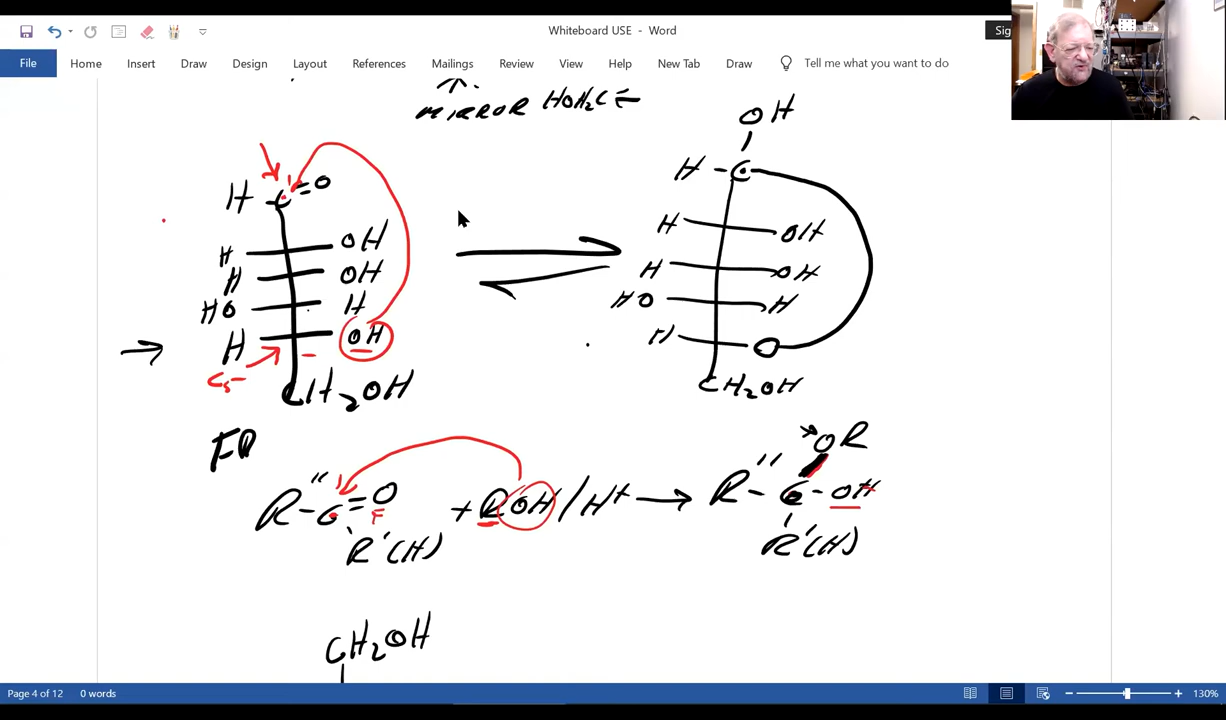 Whiteboard USE - Word
Sig
File Home Insert Draw Design Layout References Mailings Review View Help New Tab Draw Tell me what you want to do
MIRROR HOH₂C
OH
H - C
H - C = O
H OH
H OH
H OH
H OH
HO H
HO H
H OH
H O
C₅
CH₂OH
CH₂OH
R" - C = O + ROH / H⁺ → R" - C - OH
OR
R'(H)
R'(H)
CH₂OH
Page 4 of 12 0 words
130%